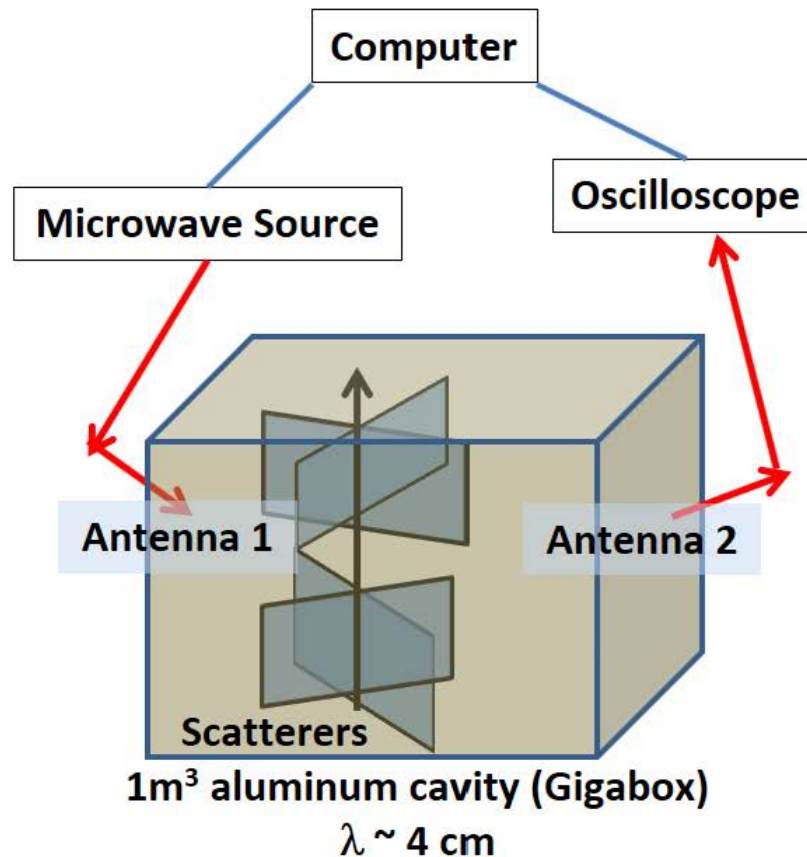 Computer
Microwave Source
Oscilloscope
Antenna 1
Antenna 2
Scatterers
1m³ aluminum cavity (Gigabox)
λ ~ 4 cm